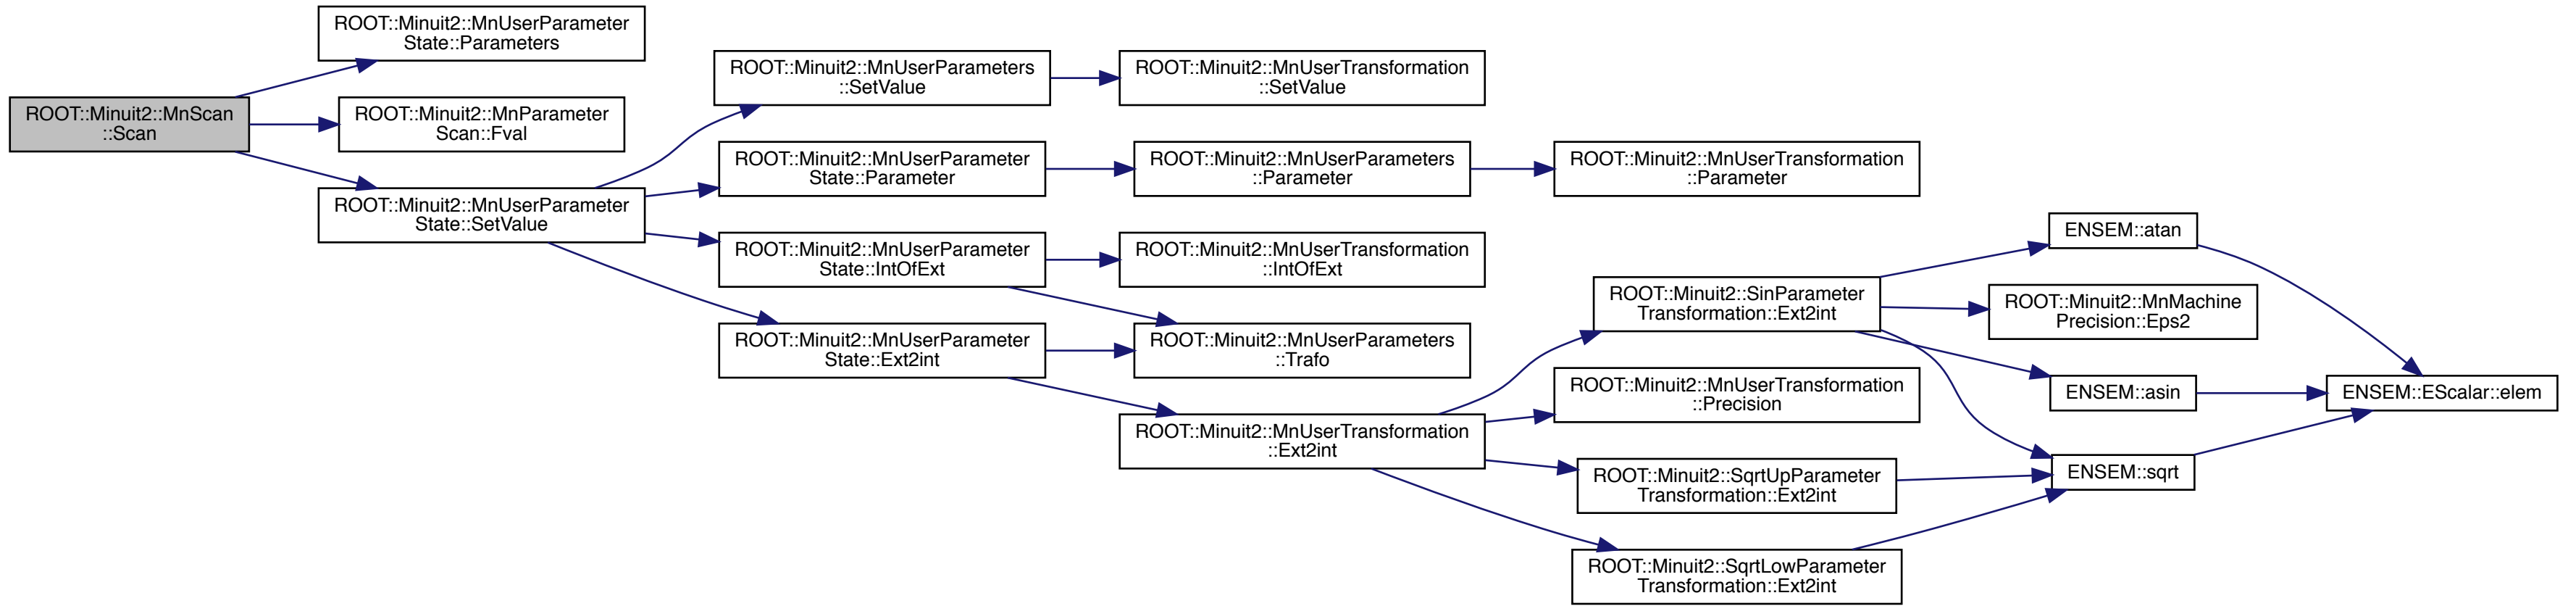 ROOT::Minuit2::MnScan
::Scan
ROOT::Minuit2::MnUserParameter
State::Parameters
ROOT::Minuit2::MnParameter
Scan::Fval
ROOT::Minuit2::MnUserParameter
State::SetValue
ROOT::Minuit2::MnUserParameters
::SetValue
ROOT::Minuit2::MnUserTransformation
::SetValue
ROOT::Minuit2::MnUserParameter
State::Parameter
ROOT::Minuit2::MnUserParameters
::Parameter
ROOT::Minuit2::MnUserTransformation
::Parameter
ROOT::Minuit2::MnUserParameter
State::IntOfExt
ROOT::Minuit2::MnUserTransformation
::IntOfExt
ROOT::Minuit2::MnUserParameter
State::Ext2int
ROOT::Minuit2::MnUserParameters
::Trafo
ROOT::Minuit2::MnUserTransformation
::Ext2int
ROOT::Minuit2::SinParameter
Transformation::Ext2int
ROOT::Minuit2::MnUserTransformation
::Precision
ROOT::Minuit2::SqrtUpParameter
Transformation::Ext2int
ROOT::Minuit2::SqrtLowParameter
Transformation::Ext2int
ENSEM::atan
ROOT::Minuit2::MnMachine
Precision::Eps2
ENSEM::asin
ENSEM::sqrt
ENSEM::EScalar::elem